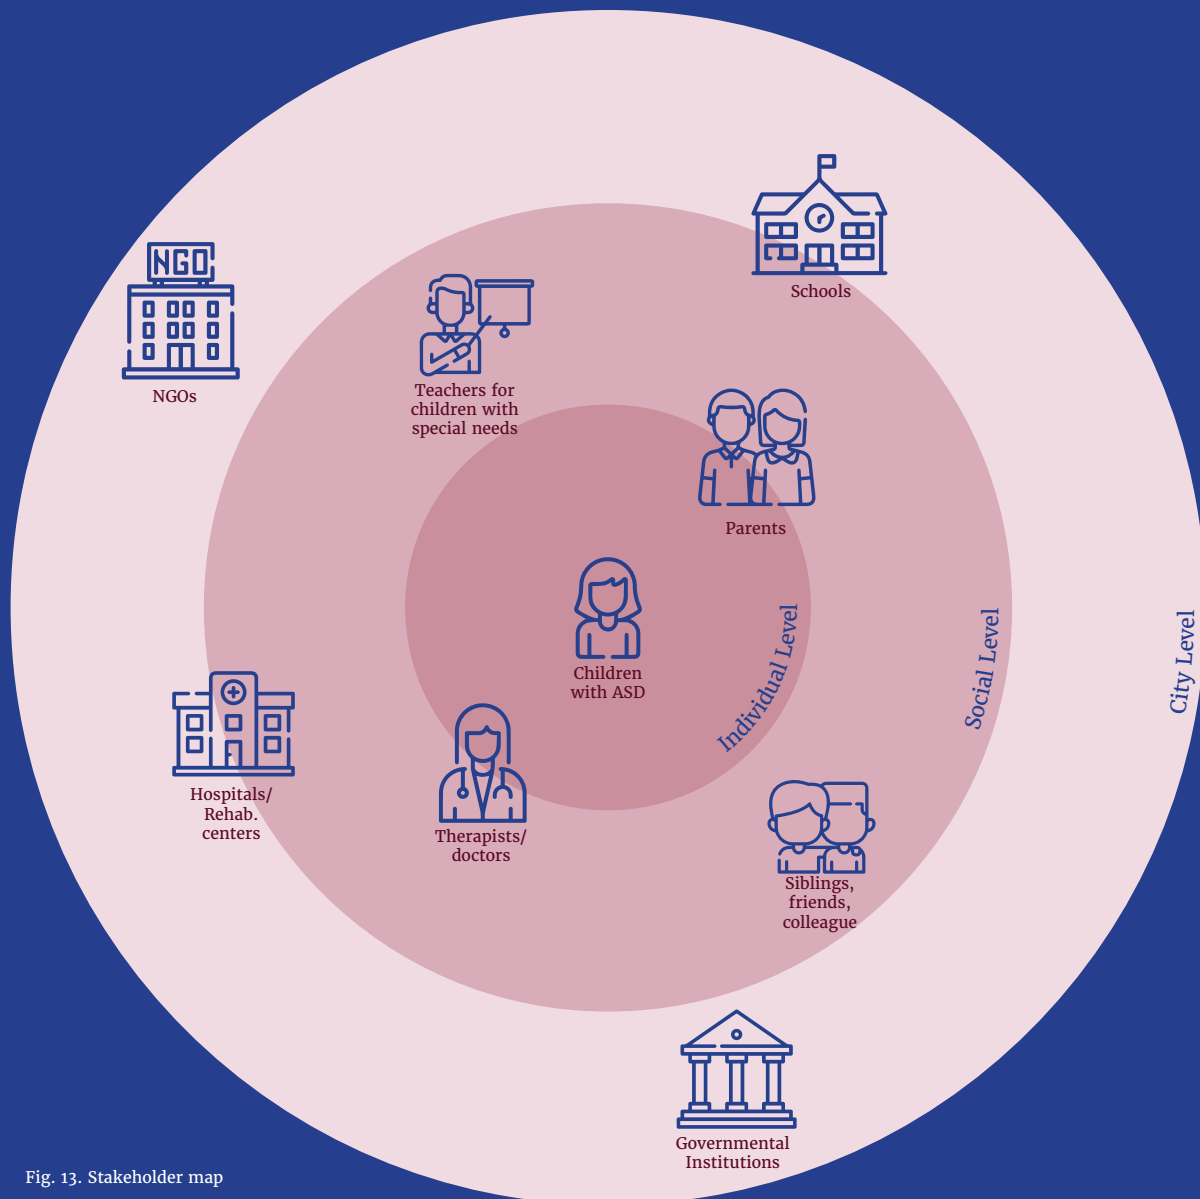 Schools
NGO
NGOs
Teachers for
children with
special needs
Parents
Children
with ASD
Individual Level
Social Level
City Level
Hospitals/
Rehab.
centers
Therapists/
doctors
Siblings,
friends,
colleague
Governmental
Institutions
Fig. 13. Stakeholder map